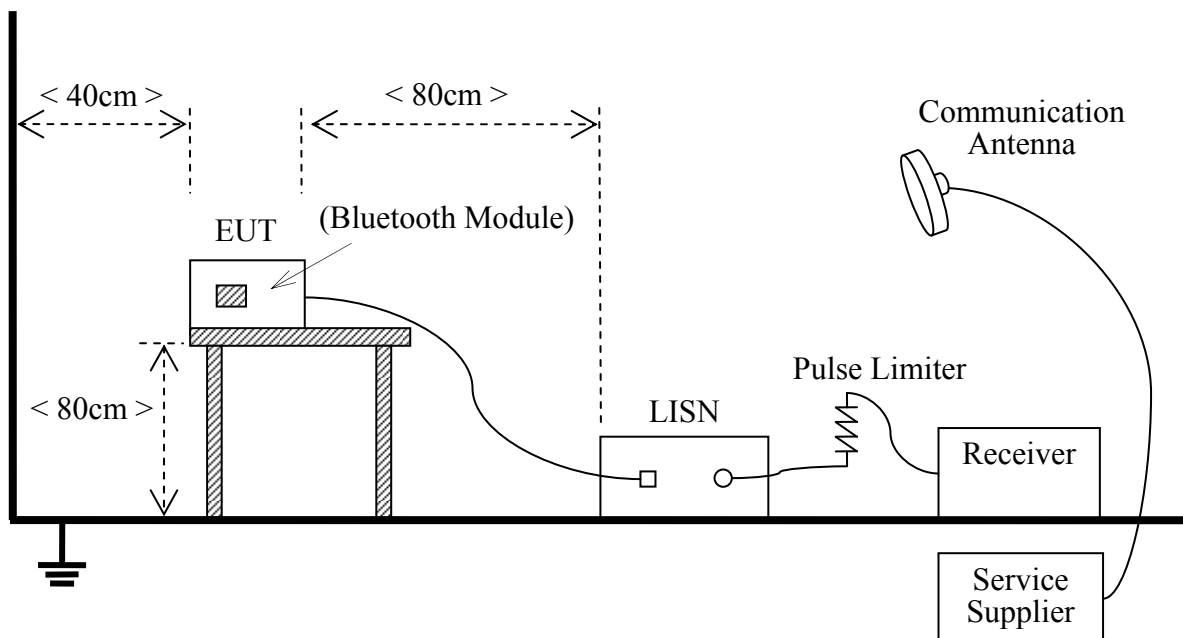 < 40cm >
< 80cm >
Communication
Antenna
(Bluetooth Module)
EUT
Pulse Limiter
< 80cm >
LISN
Receiver
Service
Supplier